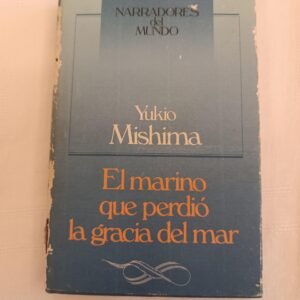 NARRADORES
del
MUNDO
Yukio
Mishima
El marino
que perdió
la gracia del mar